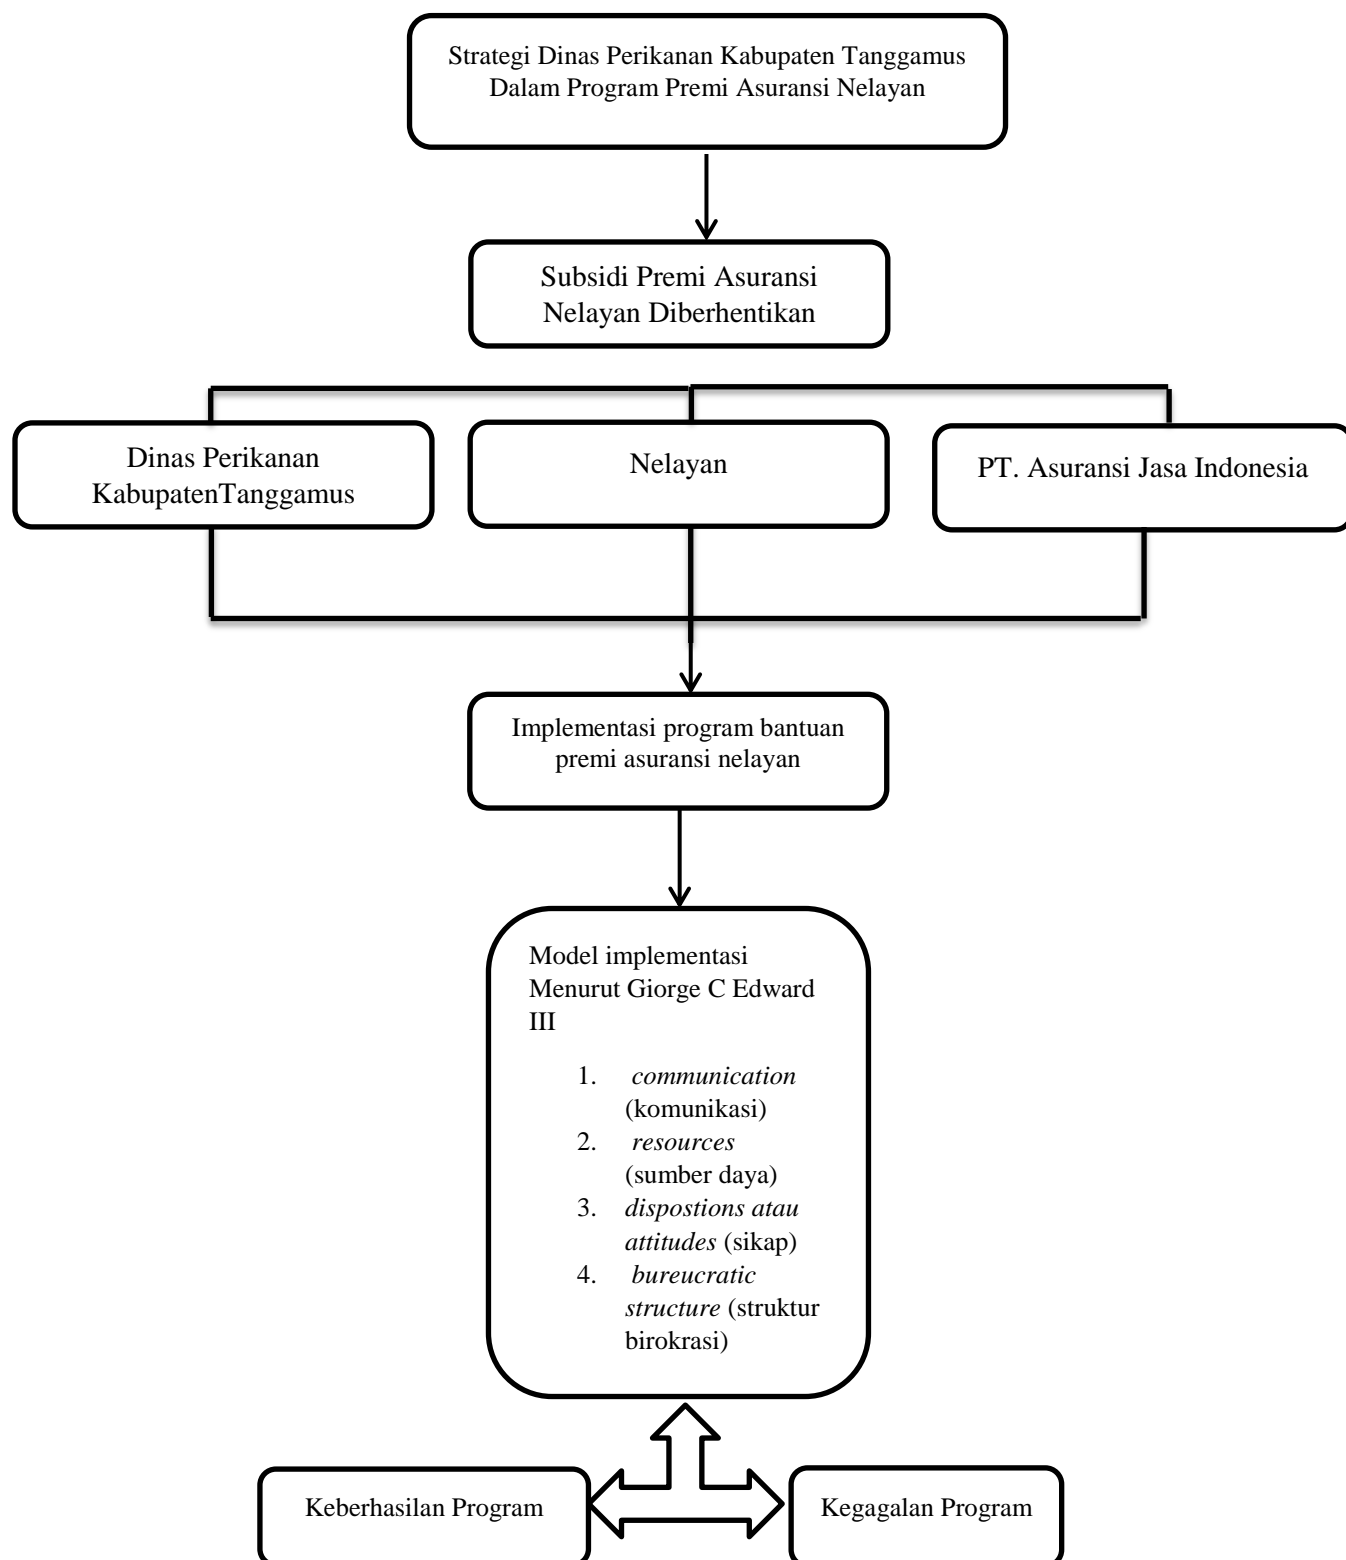 Strategi Dinas Perikanan Kabupaten Tanggamus
Dalam Program Premi Asuransi Nelayan
Subsidi Premi Asuransi
Nelayan Diberhentikan
Dinas Perikanan
KabupatenTanggamus
Nelayan
PT. Asuransi Jasa Indonesia
Implementasi program bantuan
premi asuransi nelayan
Model implementasi
Menurut Giorge C Edward
III
1. communication
(komunikasi)
2. resources
(sumber daya)
3. dispostions atau
attitudes (sikap)
4. bureucratic
structure (struktur
birokrasi)
Keberhasilan Program
Kegagalan Program